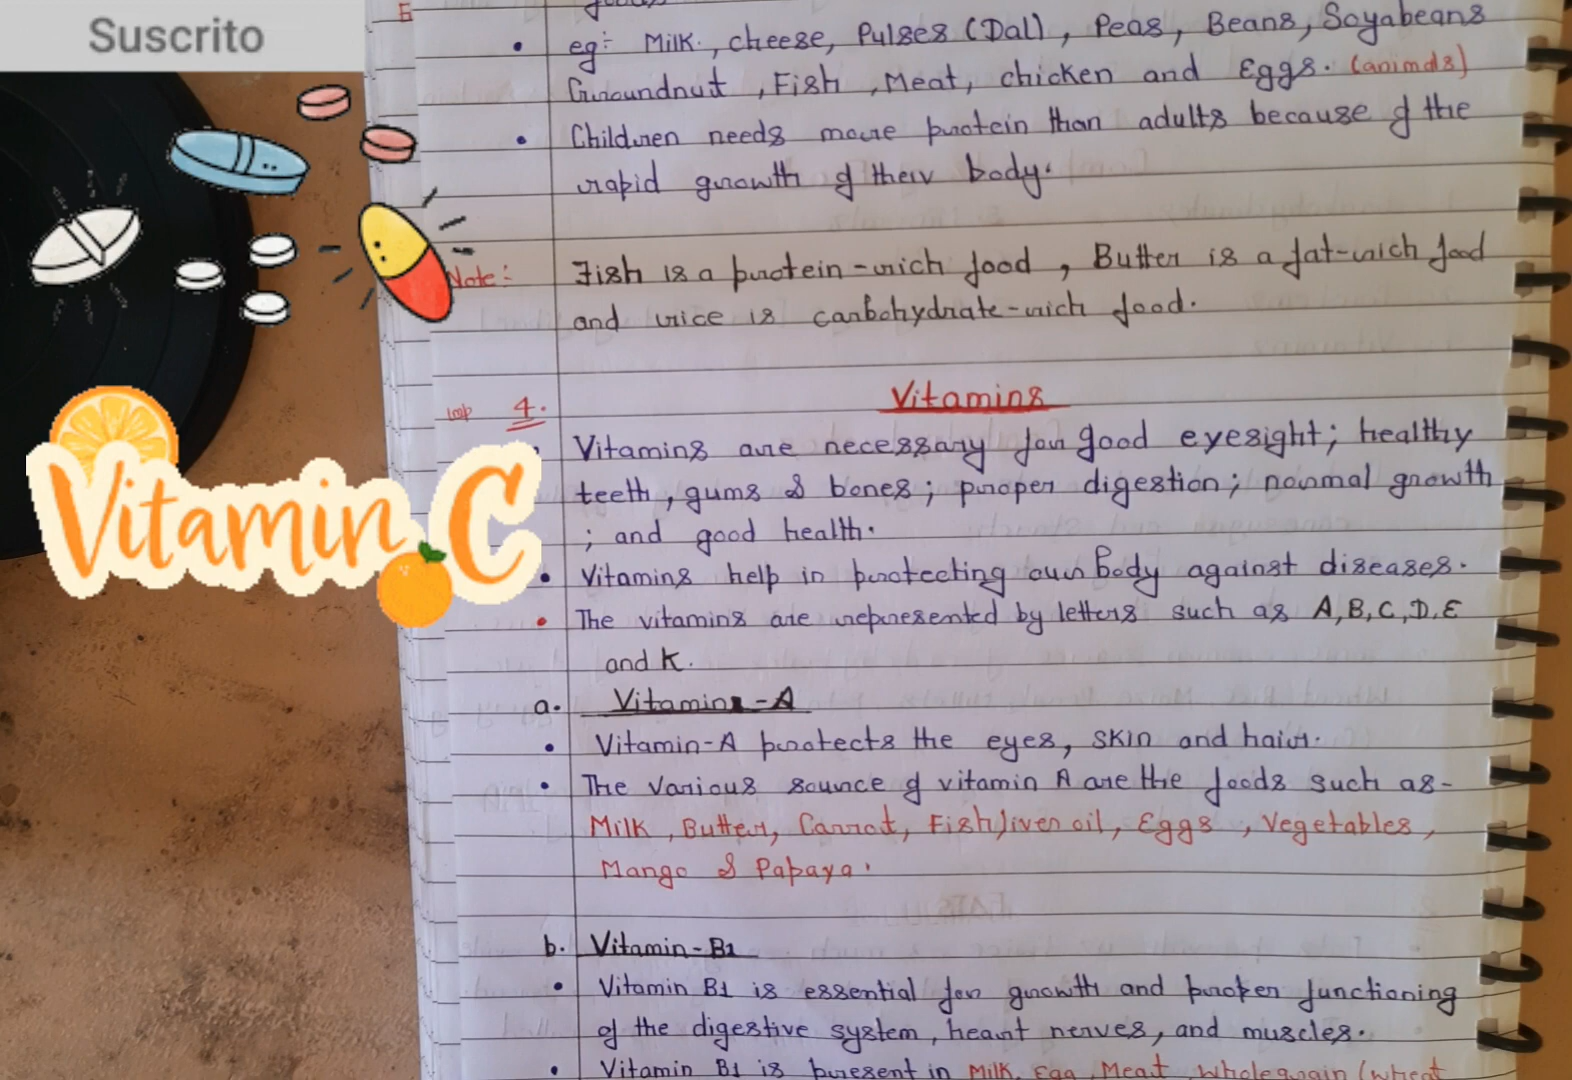 Suscrito
E
foods
• eg:- Milk, cheese, Pulses (Dal), Peas, Beans, Soyabeans
Groundnut, Fish, Meat, chicken and Eggs. (animals)
• Children needs more protein than adults because of the
rapid growth of their body.
Note:- Fish is a protein-rich food, Butter is a fat-rich food
and rice is carbohydrate-rich food.
Imp 4. Vitamins
Vitamins are necessary for good eyesight; healthy
teeth, gums & bones; proper digestion; normal growth
; and good health.
Vitamin C
• Vitamins help in protecting our body against diseases.
• The vitamins are represented by letters such as A,B,C,D,E
and K.
a. Vitamin-A
• Vitamin-A protects the eyes, skin and hair.
• The various source of vitamin A are the foods such as-
Milk, Butter, Carrot, Fish liver oil, Eggs, Vegetables,
Mango & Papaya.
b. Vitamin-B1
• Vitamin B1 is essential for growth and proper functioning
of the digestive system, heart nerves, and muscles.
• Vitamin B1 is present in Milk, Egg, Meat, whole grain (wheat